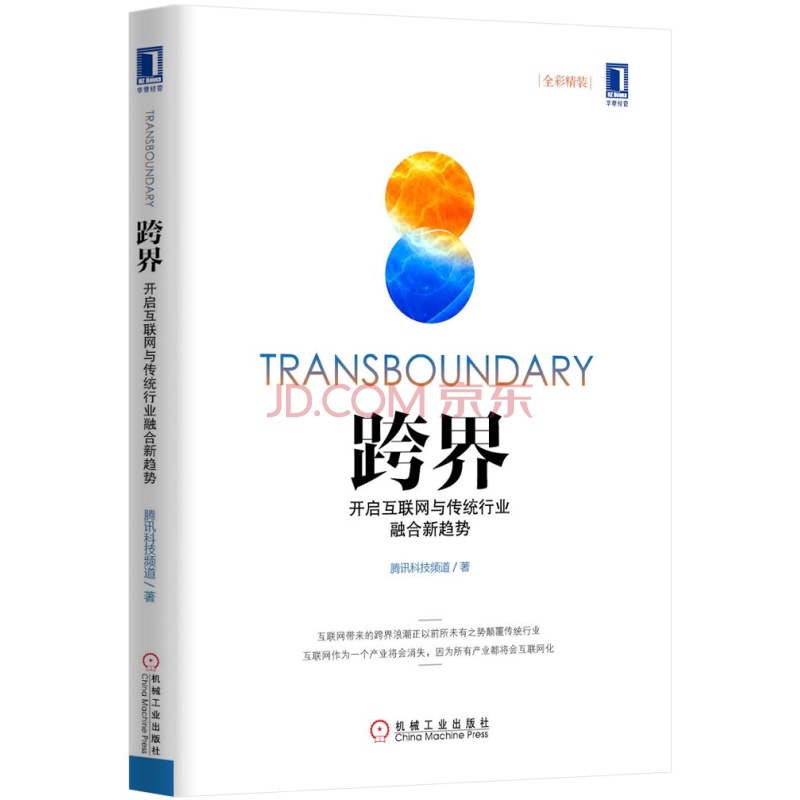 HZ Books
华章经管
TRANSBOUNDARY
跨界
开启互联网与传统行业融合新趋势
腾讯科技频道/著
机械工业出版社
China Machine Press
全彩精装
HZ Books
华章经管
TRANSBOUNDARY
JD.COM 京东
跨界
开启互联网与传统行业
融合新趋势
腾讯科技频道/著
互联网带来的跨界浪潮正以前所未有之势颠覆传统行业
互联网作为一个产业将会消失,因为所有产业都将会互联网化
机械工业出版社
China Machine Press